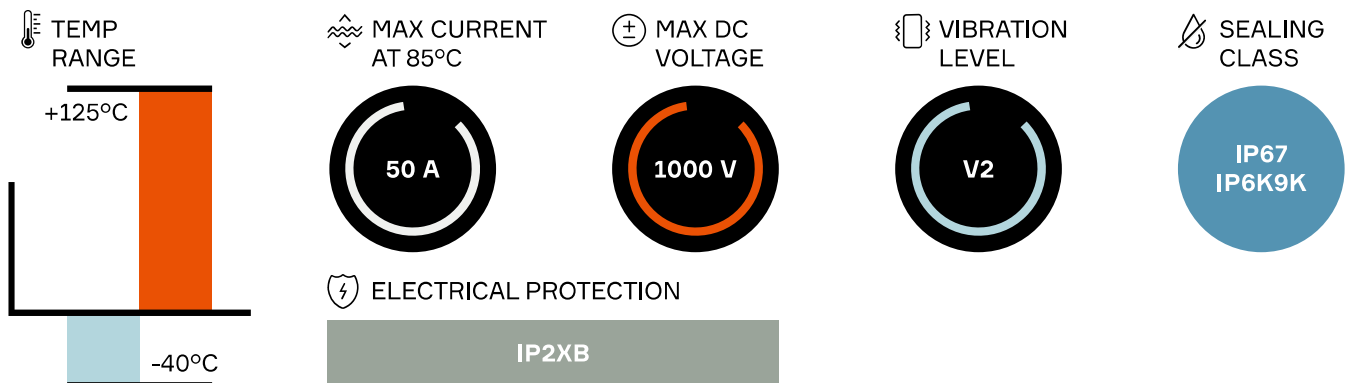 TEMP
RANGE
+125°C
-40°C
MAX CURRENT
AT 85°C
50 A
MAX DC
VOLTAGE
1000 V
VIBRATION
LEVEL
V2
SEALING
CLASS
IP67
IP6K9K
ELECTRICAL PROTECTION
IP2XB